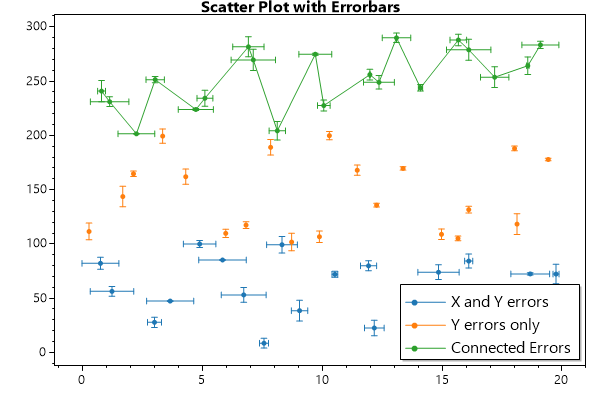 Scatter Plot with Errorbars
300
250
200
150
100
50
0
X and Y errors
Y errors only
Connected Errors
0 5 10 15 20